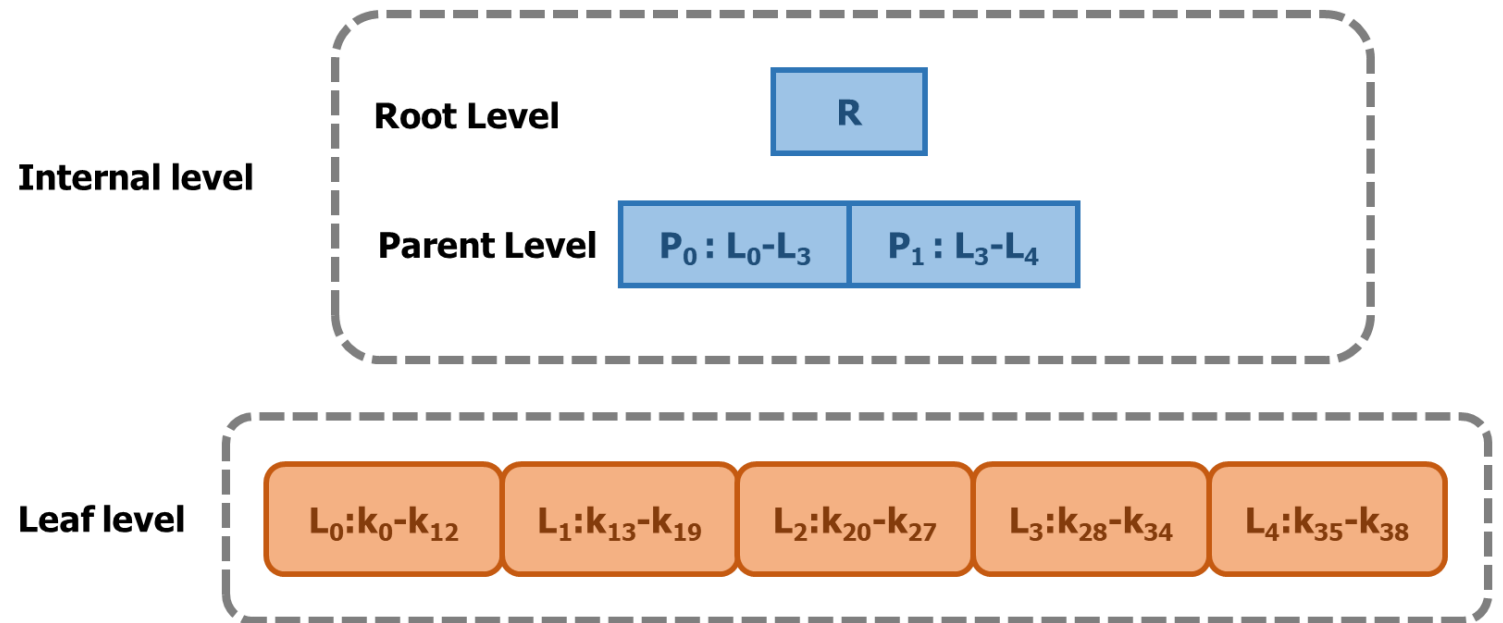 Root Level
R
Internal level
Parent Level
P₀ : L₀-L₃
P₁ : L₃-L₄
Leaf level
L₀:k₀-k₁₂
L₁:k₁₃-k₁₉
L₂:k₂₀-k₂₇
L₃:k₂₈-k₃₄
L₄:k₃₅-k₃₈